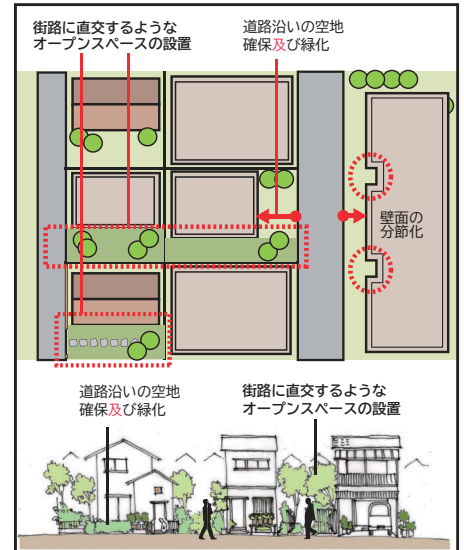 街路に直交するような
オープンスペースの設置
道路沿いの空地
確保及び緑化
壁面の
分節化
道路沿いの空地
確保及び緑化
街路に直交するような
オープンスペースの設置